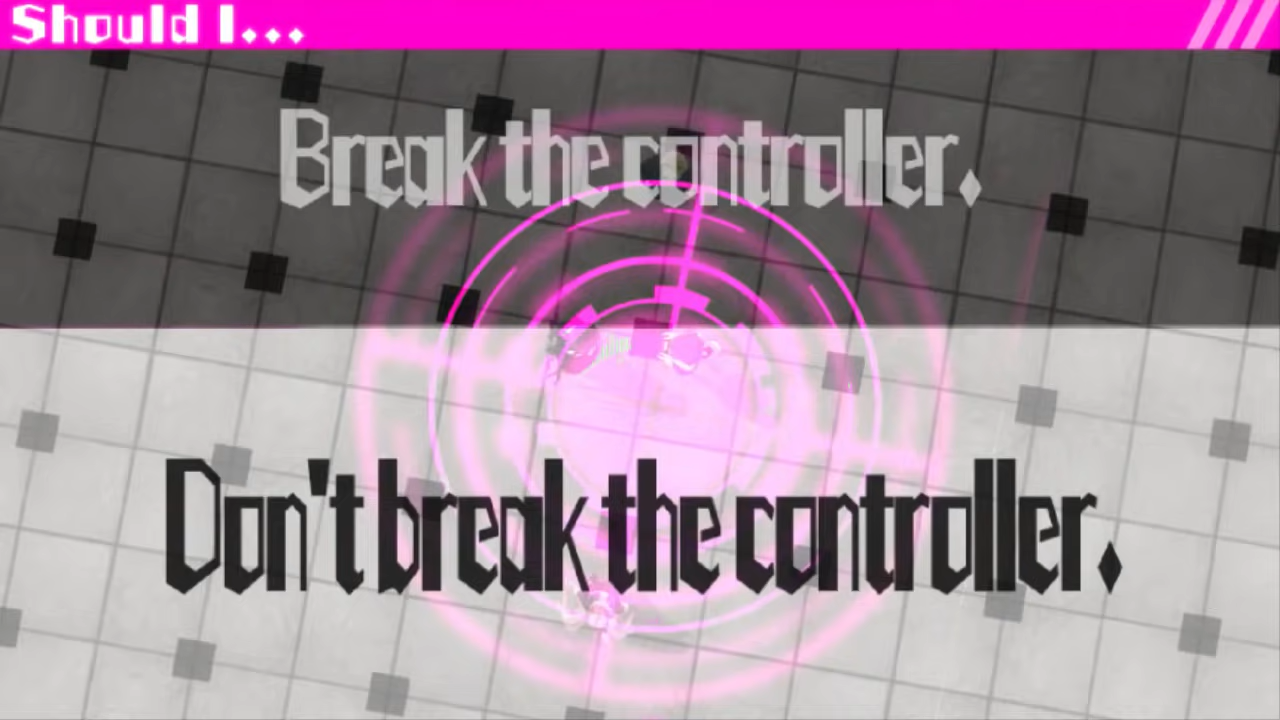 Should I...
Break the controller.
Don't break the controller.